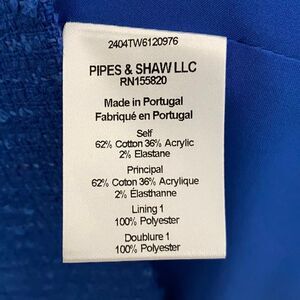 2404TW6120976
PIPES & SHAW LLC
RN155820
Made in Portugal
Fabriqué en Portugal
Self
62% Cotton 36% Acrylic
2% Elastane
Principal
62% Coton 36% Acrylique
2% Élasthanne
Lining 1
100% Polyester
Doublure 1
100% Polyester